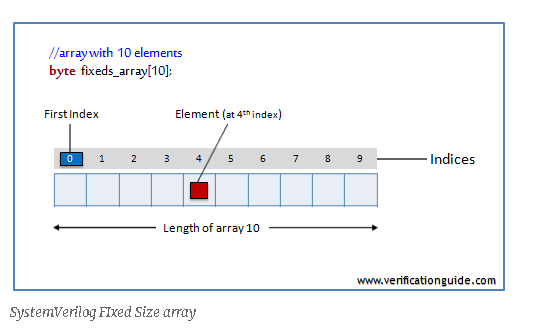 //array with 10 elements
byte fixeds_array[10];
First Index
Element (at 4th index)
0 1 2 3 4 5 6 7 8 9
Indices
Length of array 10
www.verificationguide.com
SystemVerilog FIxed Size array